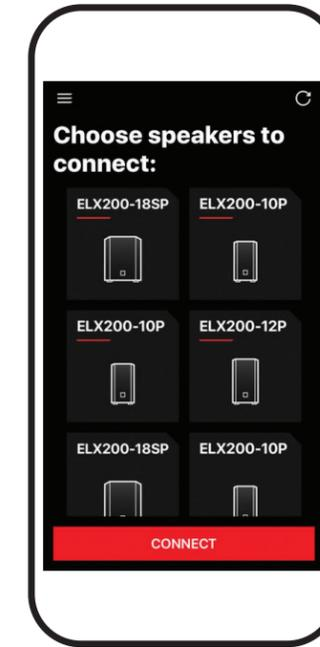 Choose speakers to
connect:
ELX200-18SP
ELX200-10P
ELX200-10P
ELX200-12P
ELX200-18SP
ELX200-10P
CONNECT